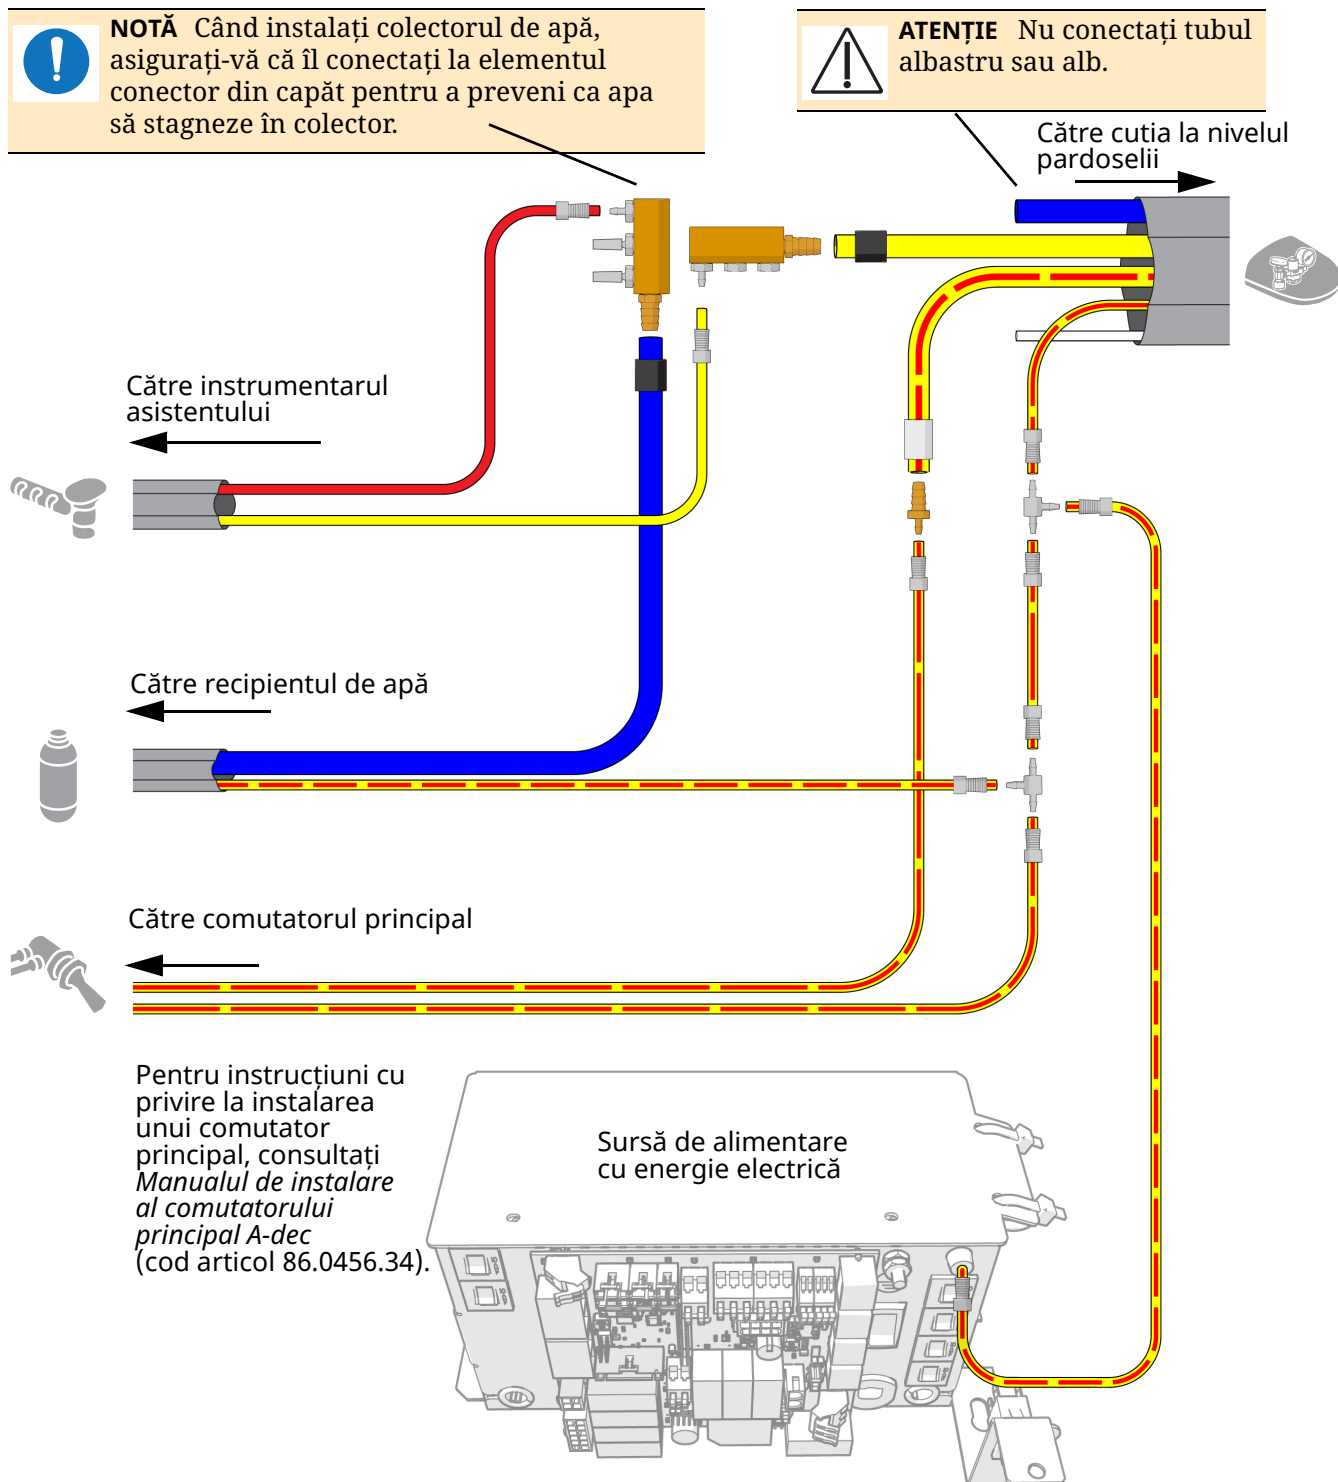 NOTĂ Când instalați colectorul de apă,
asigurați-vă că îl conectați la elementul
conector din capăt pentru a preveni ca apa
să stagneze în colector.
ATENȚIE Nu conectați tubul
albastru sau alb.
Către cutia la nivelul
pardoselii
Către instrumentarul
asistentului
Către recipientul de apă
Către comutatorul principal
Pentru instrucțiuni cu
privire la instalarea
unui comutator
principal, consultați
Manualul de instalare
al comutatorului
principal A-dec
(cod articol 86.0456.34).
Sursă de alimentare
cu energie electrică